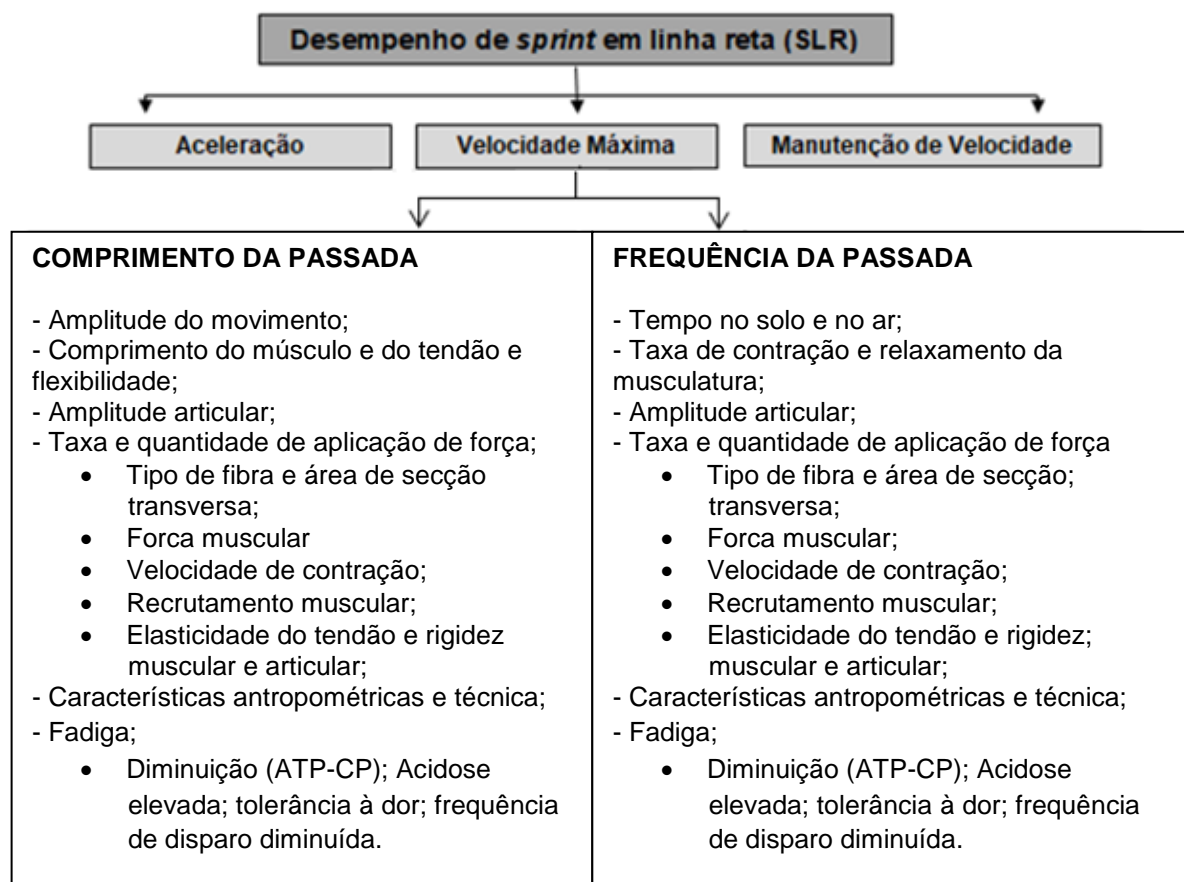 Desempenho de sprint em linha reta (SLR)
Aceleração
Velocidade Máxima
Manutenção de Velocidade
COMPRIMENTO DA PASSADA
- Amplitude do movimento;
- Comprimento do músculo e do tendão e
flexibilidade;
- Amplitude articular;
- Taxa e quantidade de aplicação de força;
• Tipo de fibra e área de secção
transversa;
• Forca muscular
• Velocidade de contração;
• Recrutamento muscular;
• Elasticidade do tendão e rigidez
muscular e articular;
- Características antropométricas e técnica;
- Fadiga;
• Diminuição (ATP-CP); Acidose
elevada; tolerância à dor; frequência
de disparo diminuída.
FREQUÊNCIA DA PASSADA
- Tempo no solo e no ar;
- Taxa de contração e relaxamento da
musculatura;
- Amplitude articular;
- Taxa e quantidade de aplicação de força
• Tipo de fibra e área de secção;
transversa;
• Forca muscular;
• Velocidade de contração;
• Recrutamento muscular;
• Elasticidade do tendão e rigidez;
muscular e articular;
- Características antropométricas e técnica;
- Fadiga;
• Diminuição (ATP-CP); Acidose
elevada; tolerância à dor; frequência
de disparo diminuída.